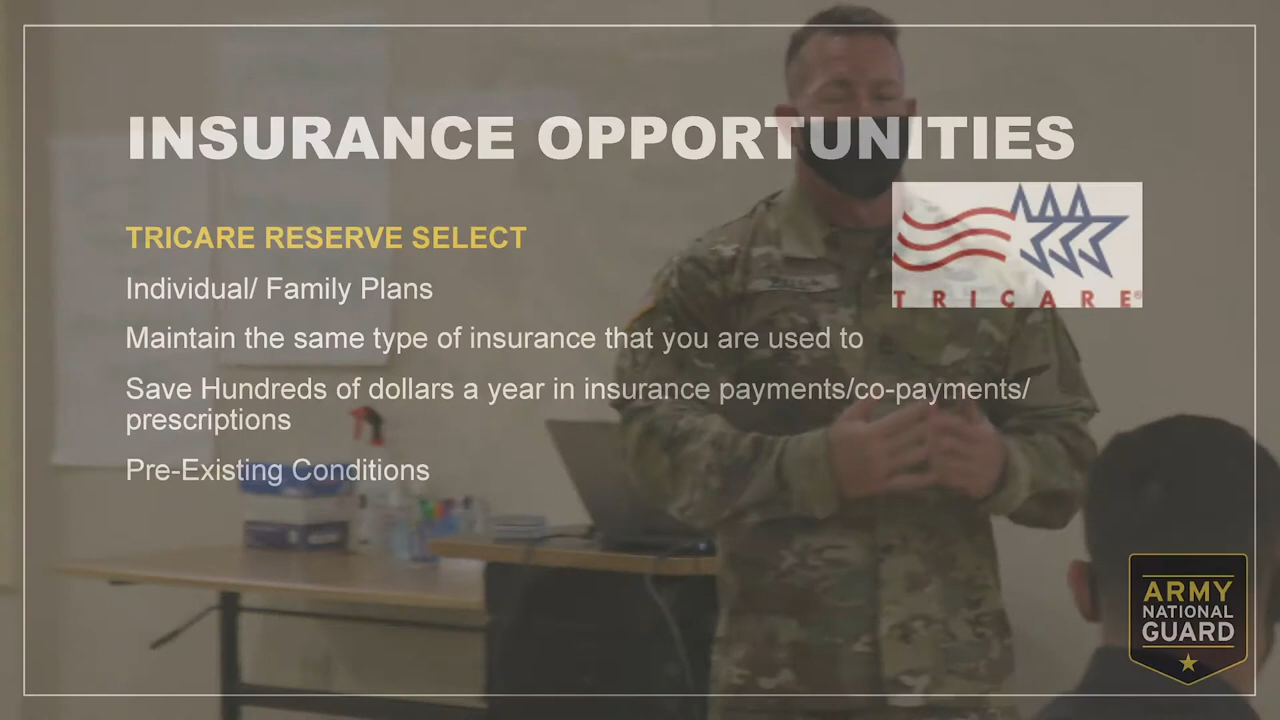 INSURANCE OPPORTUNITIES
TRICARE
TRICARE RESERVE SELECT
Individual/ Family Plans
Maintain the same type of insurance that you are used to
Save Hundreds of dollars a year in insurance payments/co-payments/
prescriptions
Pre-Existing Conditions
ARMY
NATIONAL
GUARD